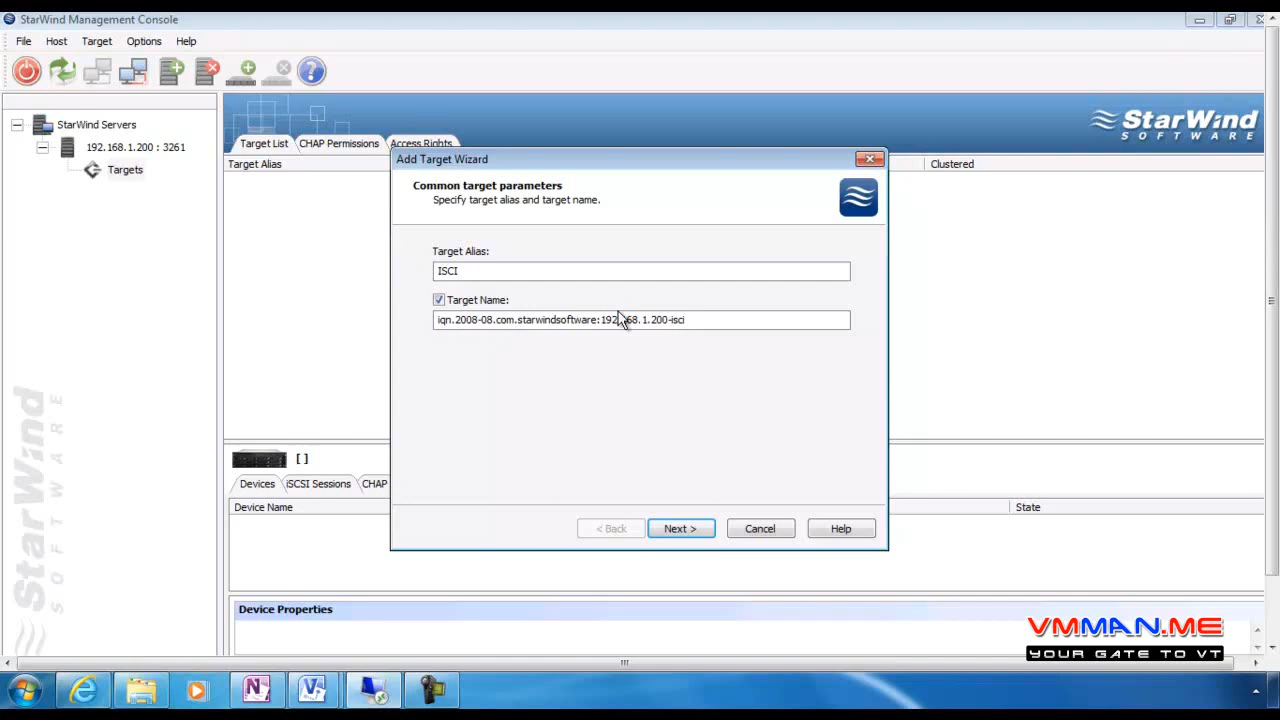 StarWind Management Console
File Host Target Options Help
StarWind Servers
192.168.1.200 : 3261
Targets
StarWind
SOFTWARE
Target List CHAP Permissions Access Rights
StarWind
SOFTWARE
Target Alias Clustered
Add Target Wizard
Common target parameters
Specify target alias and target name.
Target Alias:
ISCI
Target Name:
iqn.2008-08.com.starwindsoftware:192.168.1.200-isci
< Back Next > Cancel Help
[ ]
Devices iSCSI Sessions CHAP
Device Name State
Device Properties
VMMAN.ME
YOUR GATE TO VT